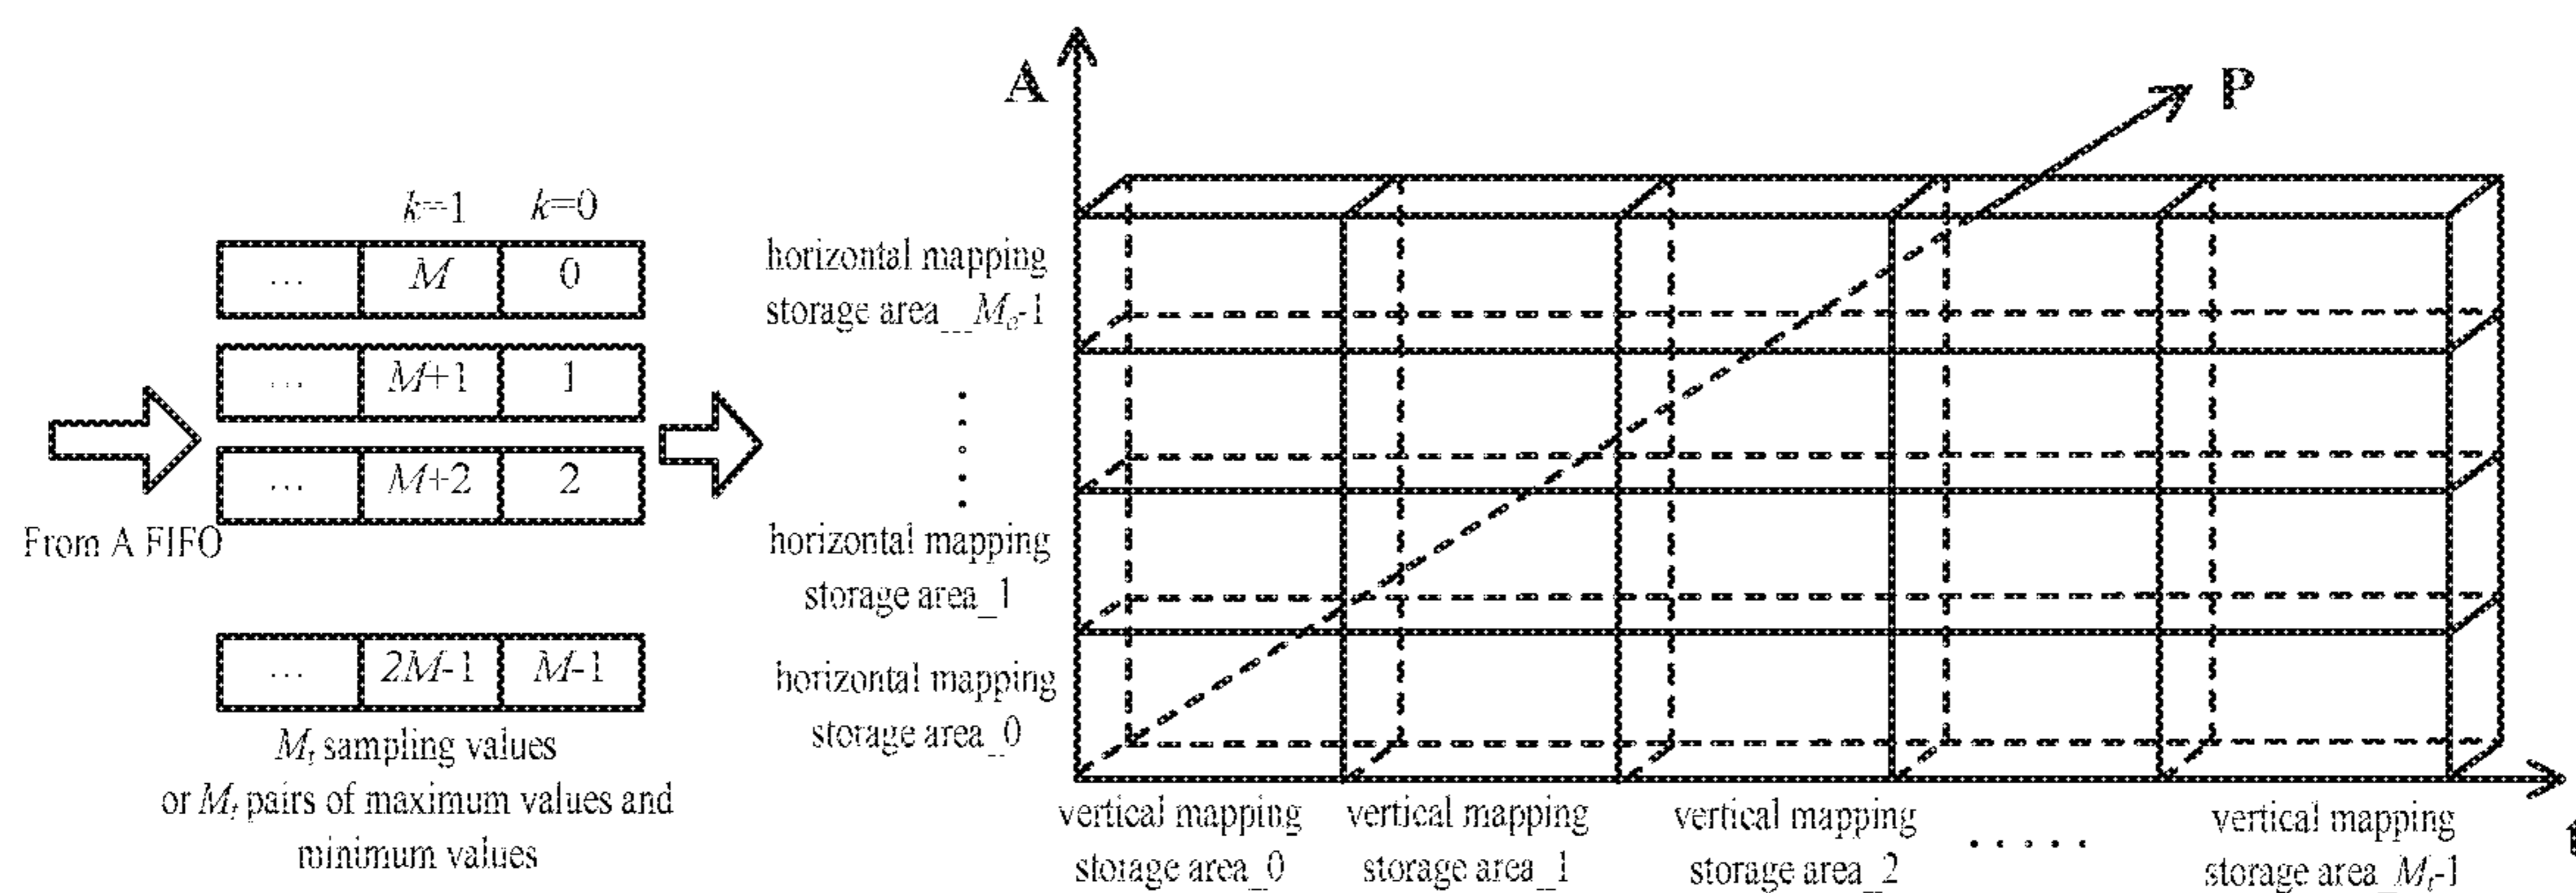 A
P
k=1 k=0
... M 0
... M+1 1
... M+2 2
From A FIFO
... 2M-1 M-1
Mt sampling values
or Mt pairs of maximum values and
minimum values
horizontal mapping
storage area_Ma-1
horizontal mapping
storage area_1
horizontal mapping
storage area_0
vertical mapping
storage area_0
vertical mapping
storage area_1
vertical mapping
storage area_2
.....
vertical mapping
storage area_Mt-1
t